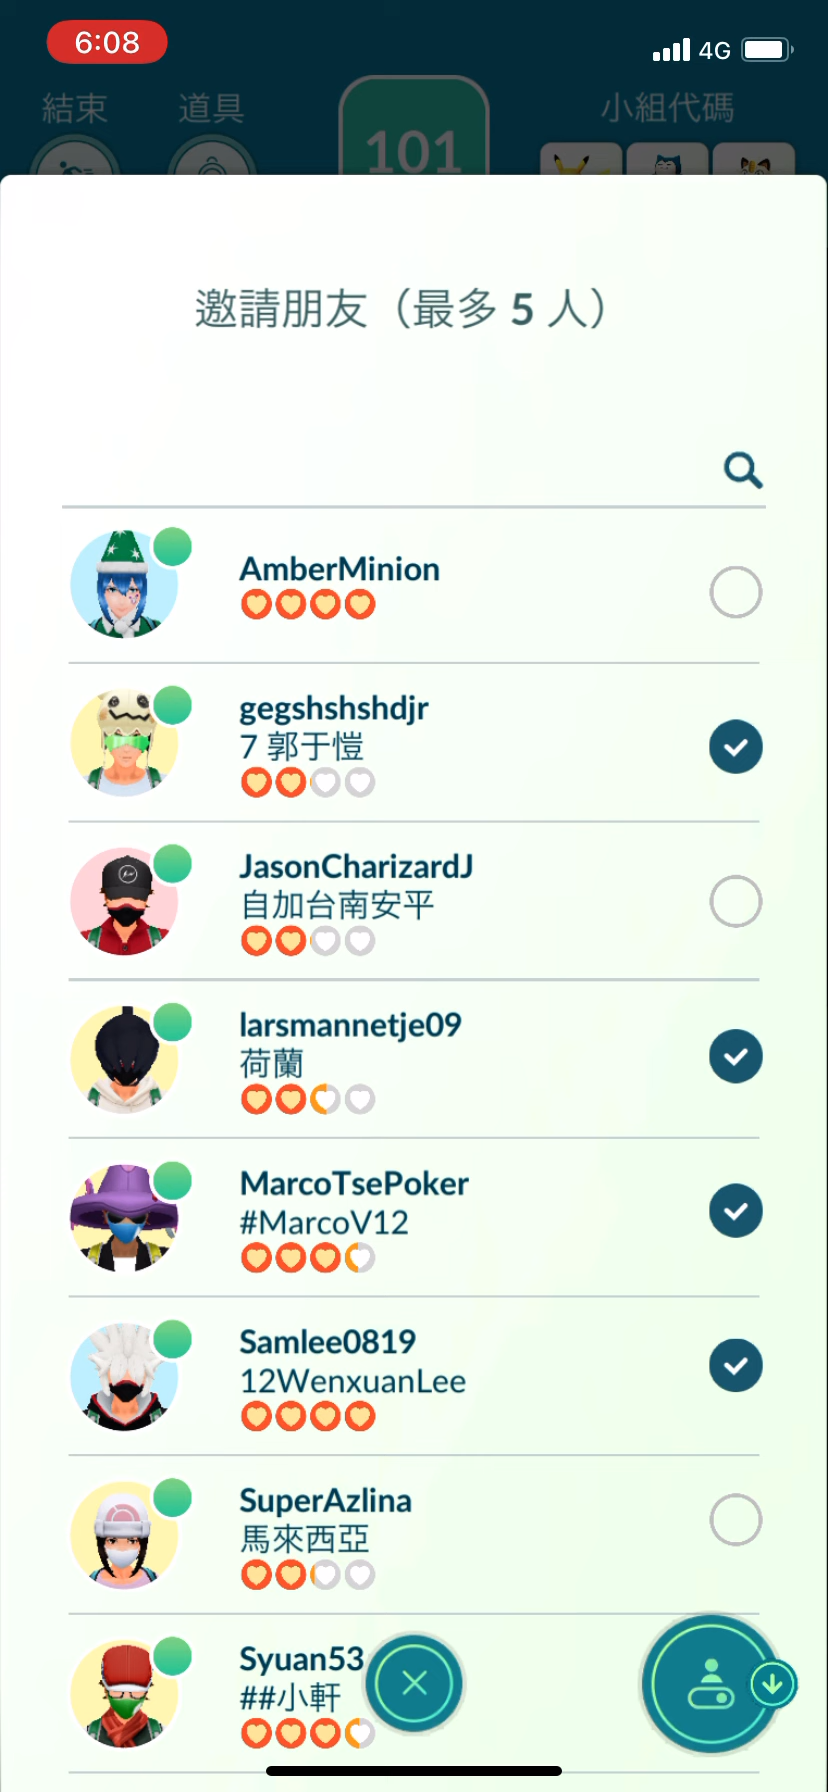 6:08
4G
結束
道具
101
小組代碼
邀請朋友（最多 5 人）
AmberMinion
gegshshshdjr
7 郭于愷
JasonCharizardJ
自加台南安平
larsmannetje09
荷蘭
MarcoTsePoker
#MarcoV12
Samlee0819
12WenxuanLee
SuperAzlina
馬來西亞
Syuan53
##小軒